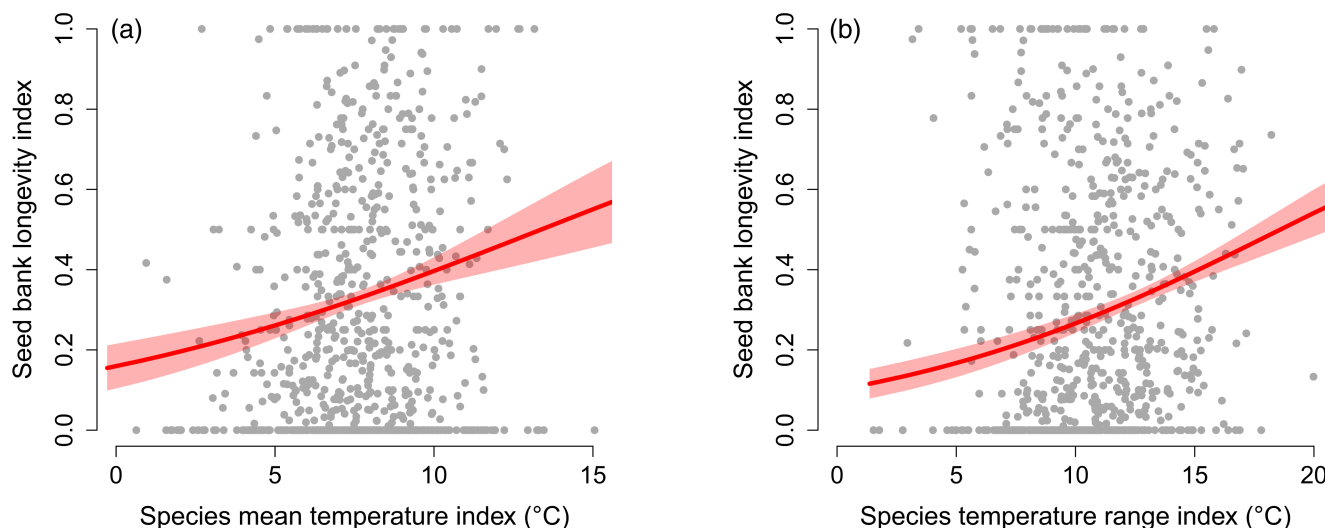 (a)
Seed bank longevity index
1.0
0.8
0.6
0.4
0.2
0.0
0 5 10 15
Species mean temperature index (°C)
(b)
Seed bank longevity index
1.0
0.8
0.6
0.4
0.2
0.0
0 5 10 15 20
Species temperature range index (°C)